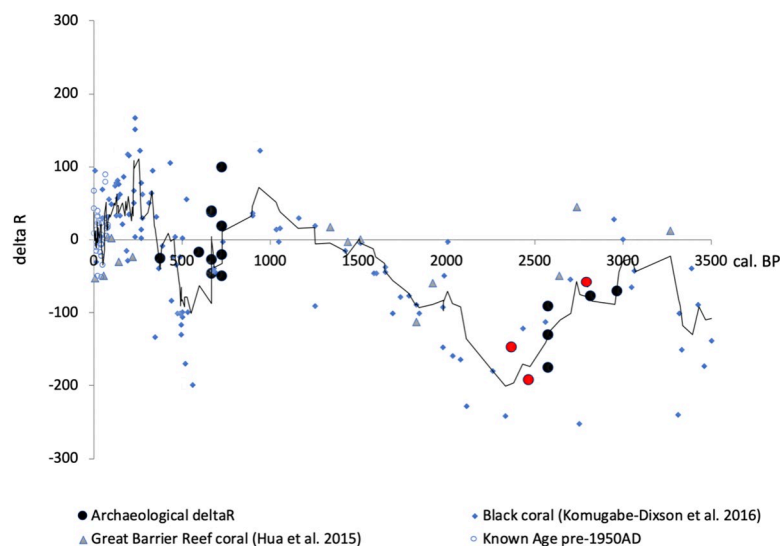 300
200
100
0
-100
-200
-300
delta R
0 500 1000 1500 2000 2500 3000 3500 cal. BP
Archaeological deltaR
Black coral (Komugabe-Dixson et al. 2016)
Great Barrier Reef coral (Hua et al. 2015)
Known Age pre-1950AD